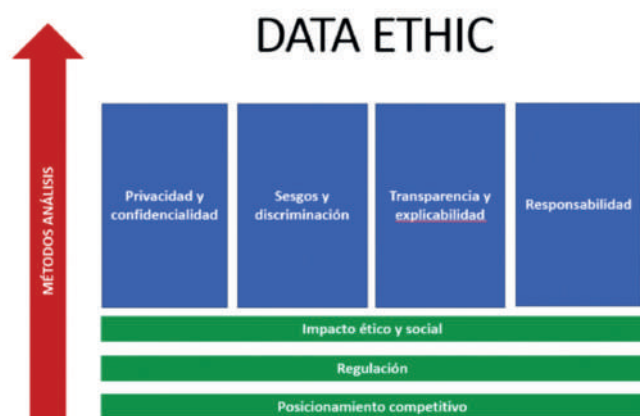 DATA ETHIC
MÉTODOS ANÁLISIS
Privacidad y
confidencialidad
Sesgos y
discriminación
Transparencia y
explicabilidad
Responsabilidad
Impacto ético y social
Regulación
Posicionamiento competitivo